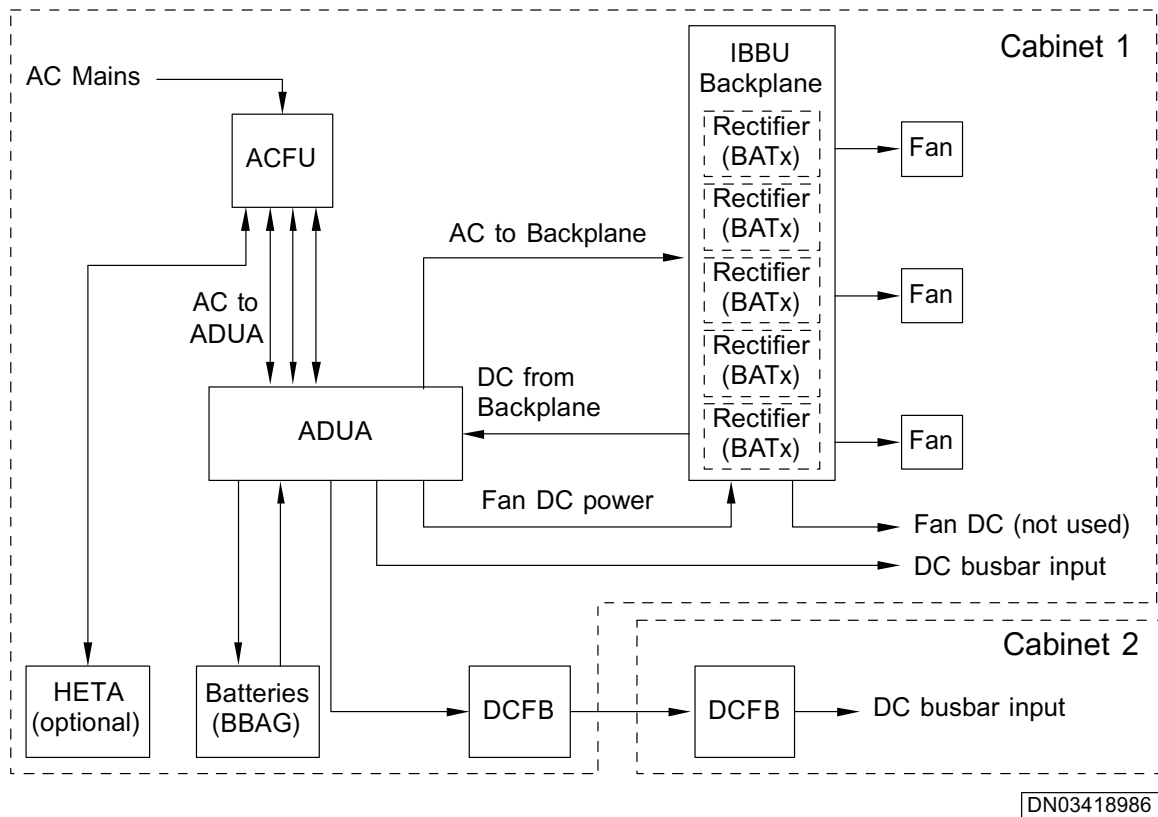 Cabinet 1
AC Mains
ACFU
IBBU
Backplane
Rectifier
(BATx)
Rectifier
(BATx)
Rectifier
(BATx)
Rectifier
(BATx)
Rectifier
(BATx)
Fan
Fan
Fan
AC to Backplane
AC to
ADUA
DC from
Backplane
ADUA
Fan DC power
Fan DC (not used)
DC busbar input
HETA
(optional)
Batteries
(BBAG)
DCFB
Cabinet 2
DCFB
DC busbar input
DN03418986